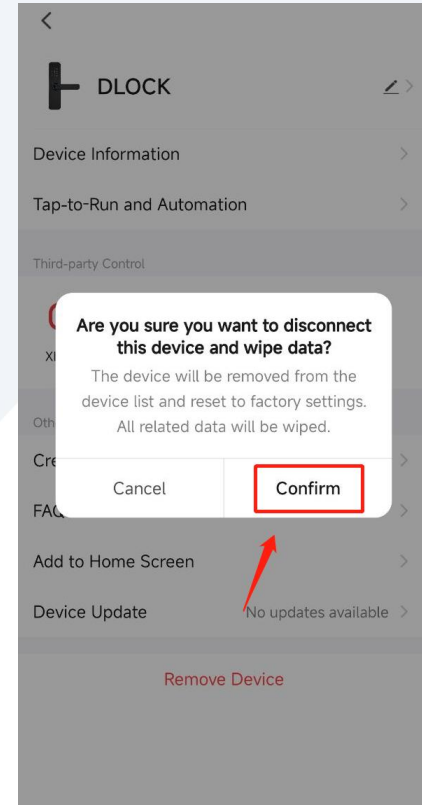 DLOCK
Device Information
Tap-to-Run and Automation
Third-party Control
Are you sure you want to disconnect
this device and wipe data?
The device will be removed from the
device list and reset to factory settings.
All related data will be wiped.
Cancel Confirm
Add to Home Screen
Device Update No updates available
Remove Device